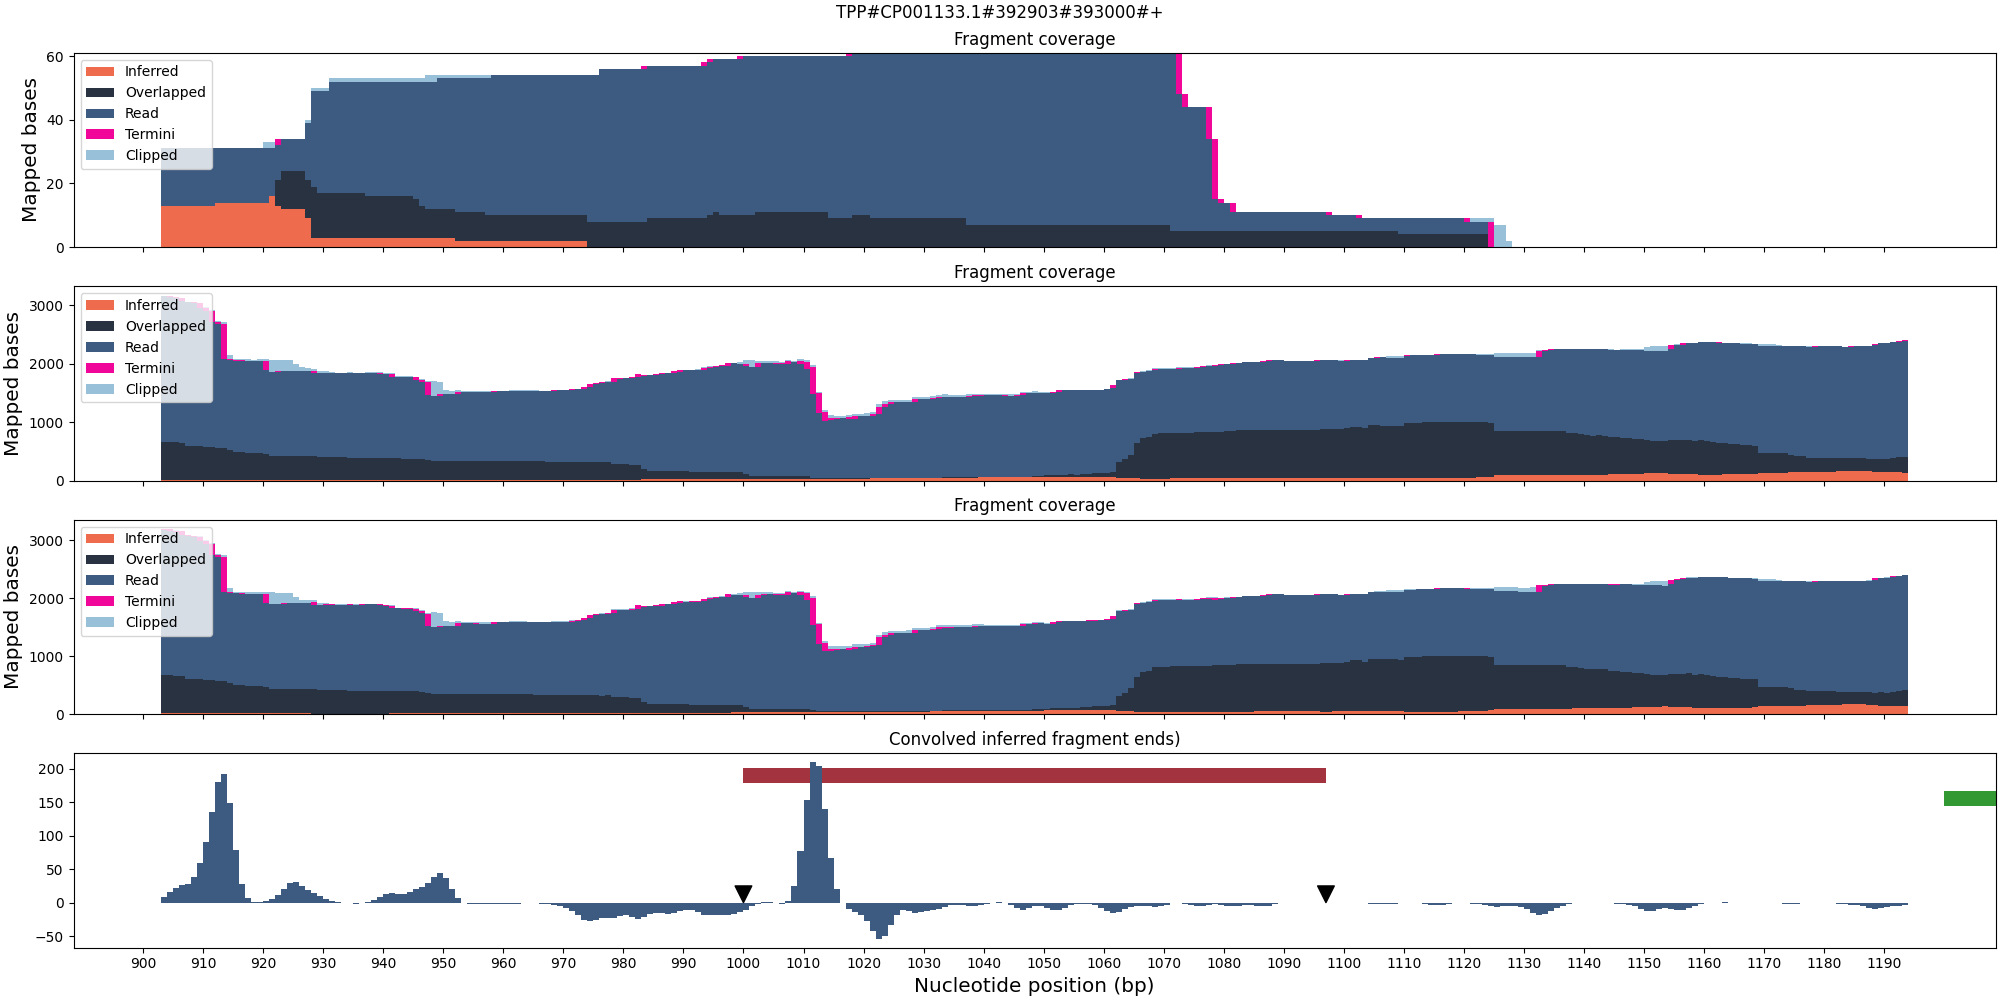 TPP#CP001133.1#392903#393000#+
Fragment coverage
Mapped bases
60
40
20
0
Inferred
Overlapped
Read
Termini
Clipped
Fragment coverage
Mapped bases
3000
2000
1000
0
Inferred
Overlapped
Read
Termini
Clipped
Fragment coverage
Mapped bases
3000
2000
1000
0
Inferred
Overlapped
Read
Termini
Clipped
Convolved inferred fragment ends)
200
150
100
50
0
−50
900 910 920 930 940 950 960 970 980 990 1000 1010 1020 1030 1040 1050 1060 1070 1080 1090 1100 1110 1120 1130 1140 1150 1160 1170 1180 1190
Nucleotide position (bp)